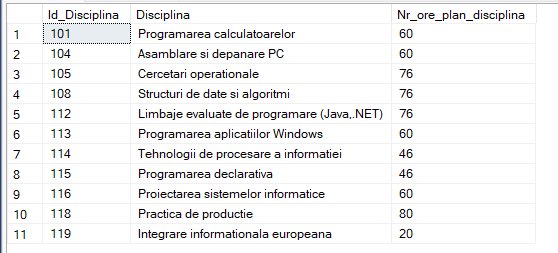 Id_Disciplina Disciplina Nr_ore_plan_disciplina
1 101 Programarea calculatoarelor 60
2 104 Asamblare si depanare PC 60
3 105 Cercetari operationale 76
4 108 Structuri de date si algoritmi 76
5 112 Limbaje evaluate de programare (Java,.NET) 76
6 113 Programarea aplicatiilor Windows 60
7 114 Tehnologii de procesare a informatiei 46
8 115 Programarea declarativa 46
9 116 Proiectarea sistemelor informatice 60
10 118 Practica de productie 80
11 119 Integrare informationala europeana 20